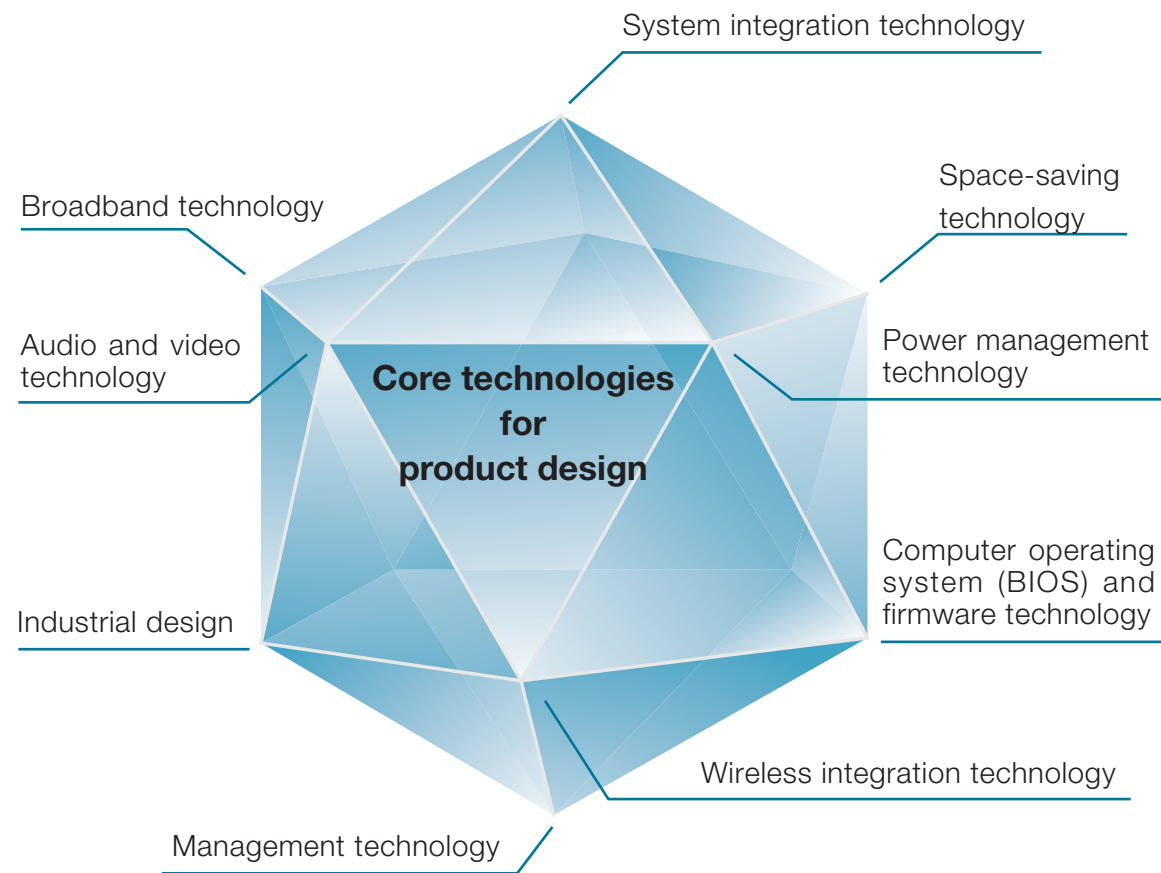 System integration technology
Space-saving
technology
Broadband technology
Audio and video
technology
Power management
technology
Core technologies
for
product design
Computer operating
system (BIOS) and
firmware technology
Industrial design
Wireless integration technology
Management technology